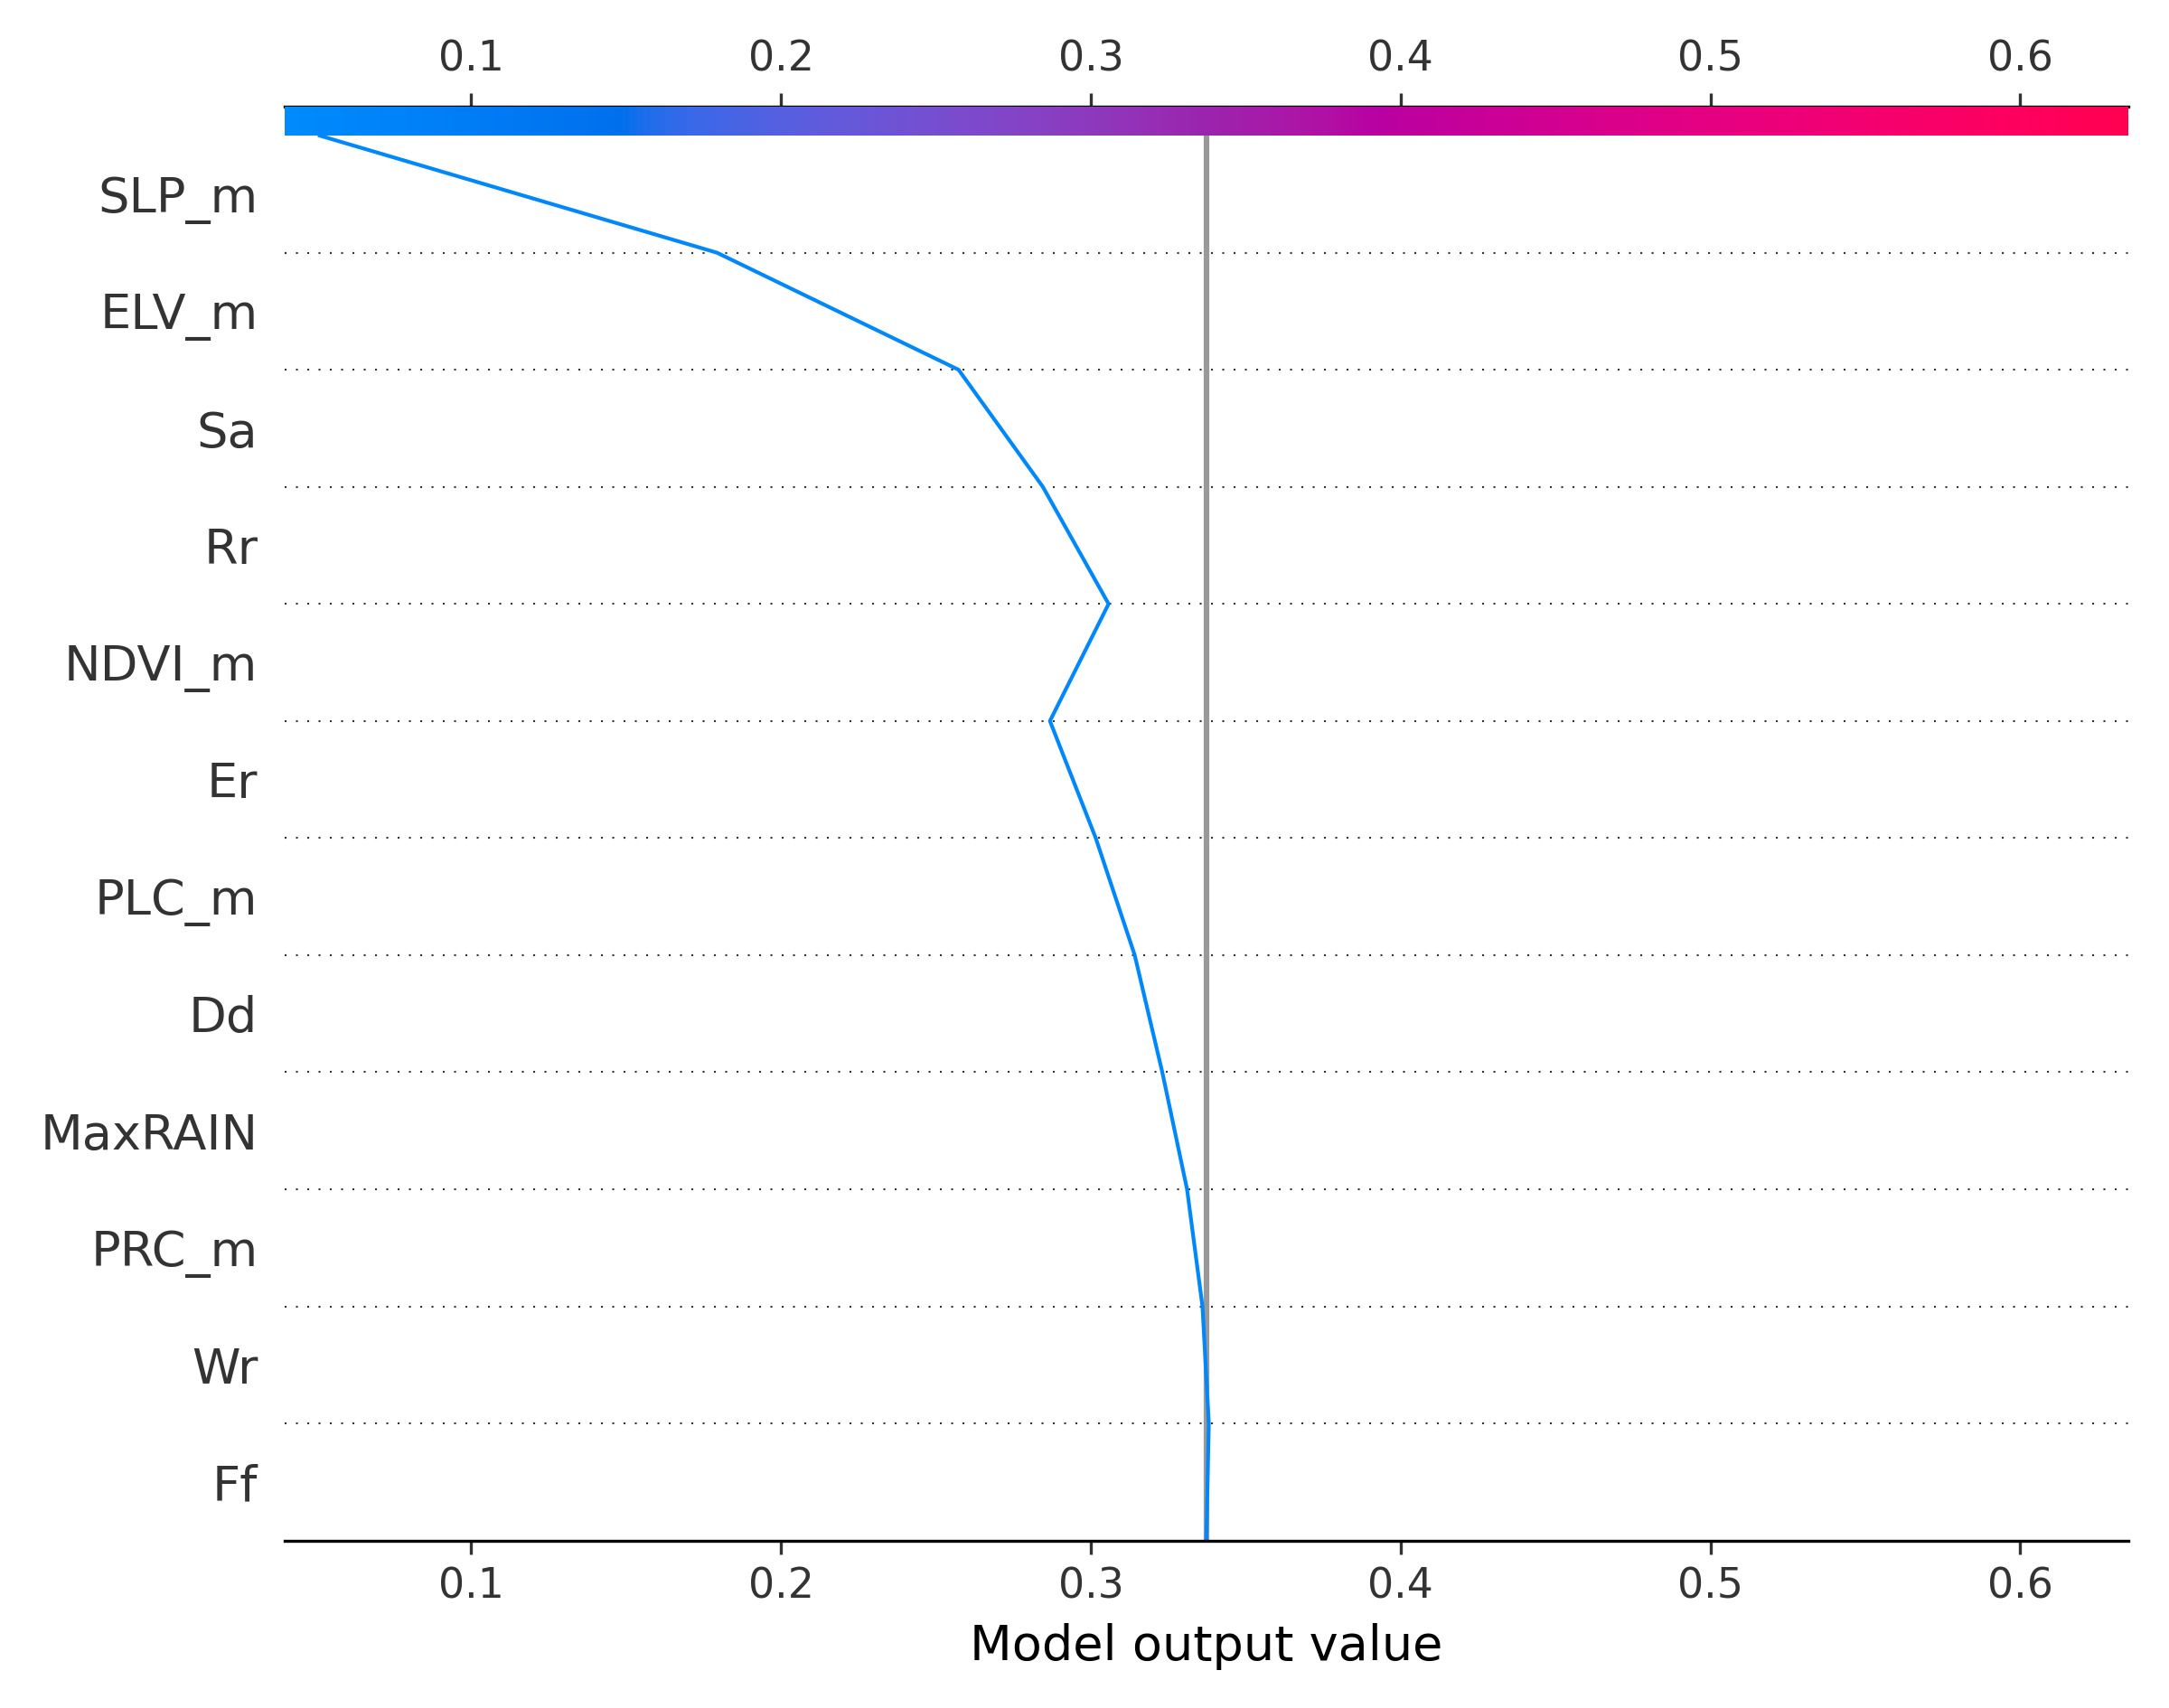 0.1 0.2 0.3 0.4 0.5 0.6
SLP_m
ELV_m
Sa
Rr
NDVI_m
Er
PLC_m
Dd
MaxRAIN
PRC_m
Wr
Ff
0.1 0.2 0.3 0.4 0.5 0.6
Model output value